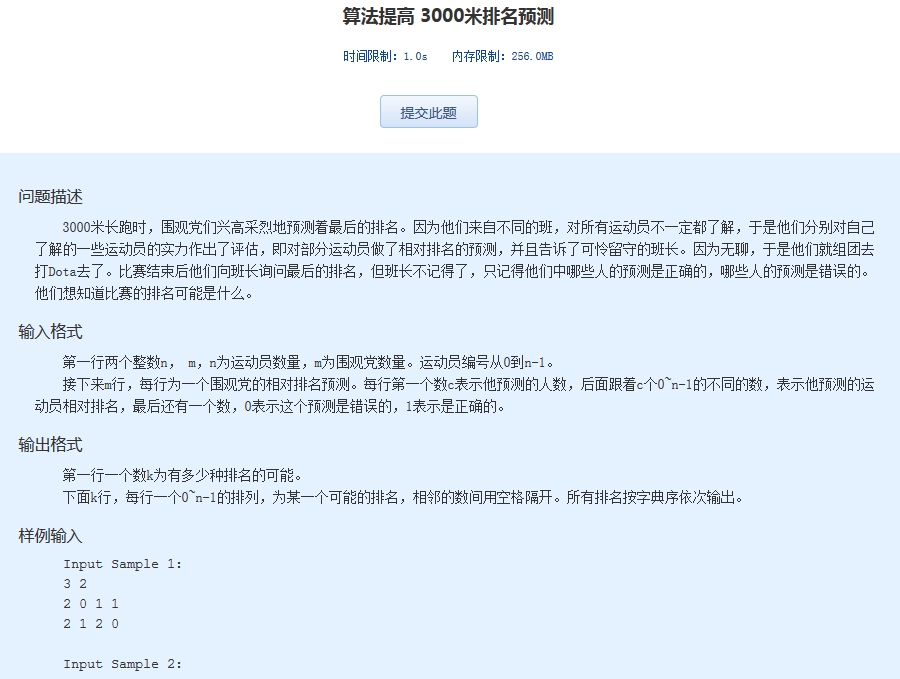 算法提高 3000米排名预测
时间限制：1.0s 内存限制：256.0MB
提交此题
问题描述
3000米长跑时，围观党们兴高采烈地预测着最后的排名。因为他们来自不同的班，对所有运动员不一定都了解，于是他们分别对自己
了解的一些运动员的实力作出了评估，即对部分运动员做了相对排名的预测，并且告诉了可怜留守的班长。因为无聊，于是他们就组团去
打Dota去了。比赛结束后他们向班长询问最后的排名，但班长不记得了，只记得他们中哪些人的预测是正确的，哪些人的预测是错误的。
他们想知道比赛的排名可能是什么。
输入格式
第一行两个整数n， m，n为运动员数量，m为围观党数量。运动员编号从0到n-1。
接下来m行，每行为一个围观党的相对排名预测。每行第一个数c表示他预测的人数，后面跟着c个0~n-1的不同的数，表示他预测的运
动员相对排名，最后还有一个数，0表示这个预测是错误的，1表示是正确的。
输出格式
第一行一个数k为有多少种排名的可能。
下面k行，每行一个0~n-1的排列，为某一个可能的排名，相邻的数间用空格隔开。所有排名按字典序依次输出。
样例输入
Input Sample 1:
3 2
2 0 1 1
2 1 2 0
Input Sample 2: